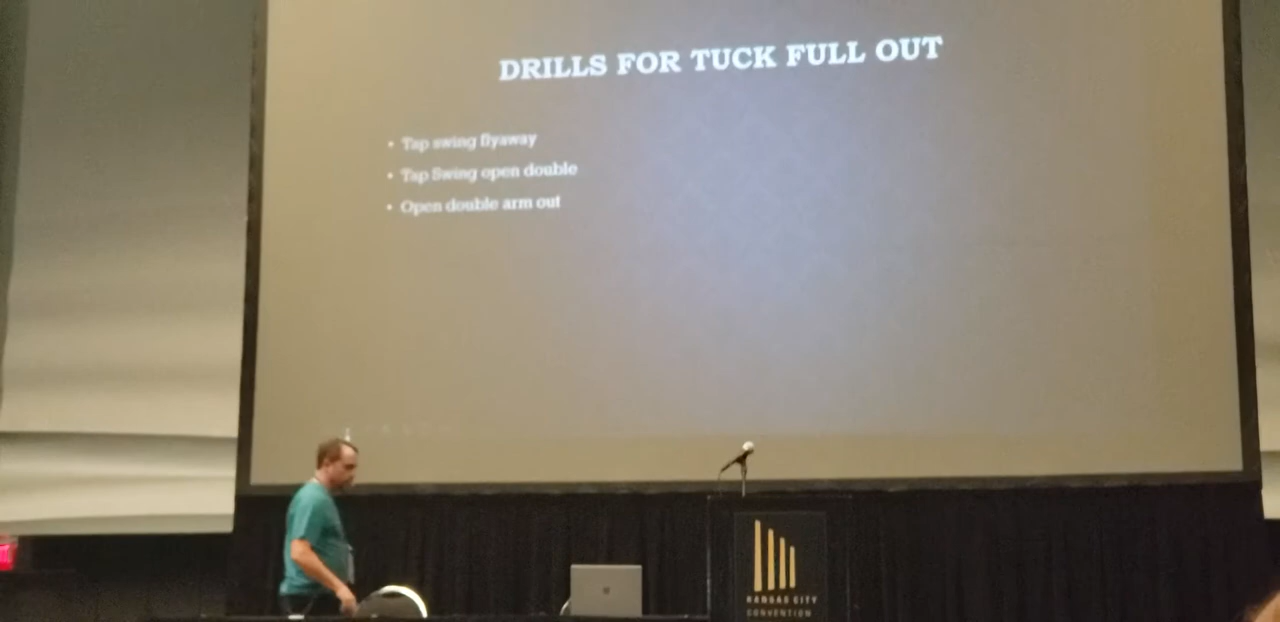 DRILLS FOR TUCK FULL OUT
• Tap swing flyaway
• Tap Swing open double
• Open double arm out
KANSAS CITY
CONVENTION